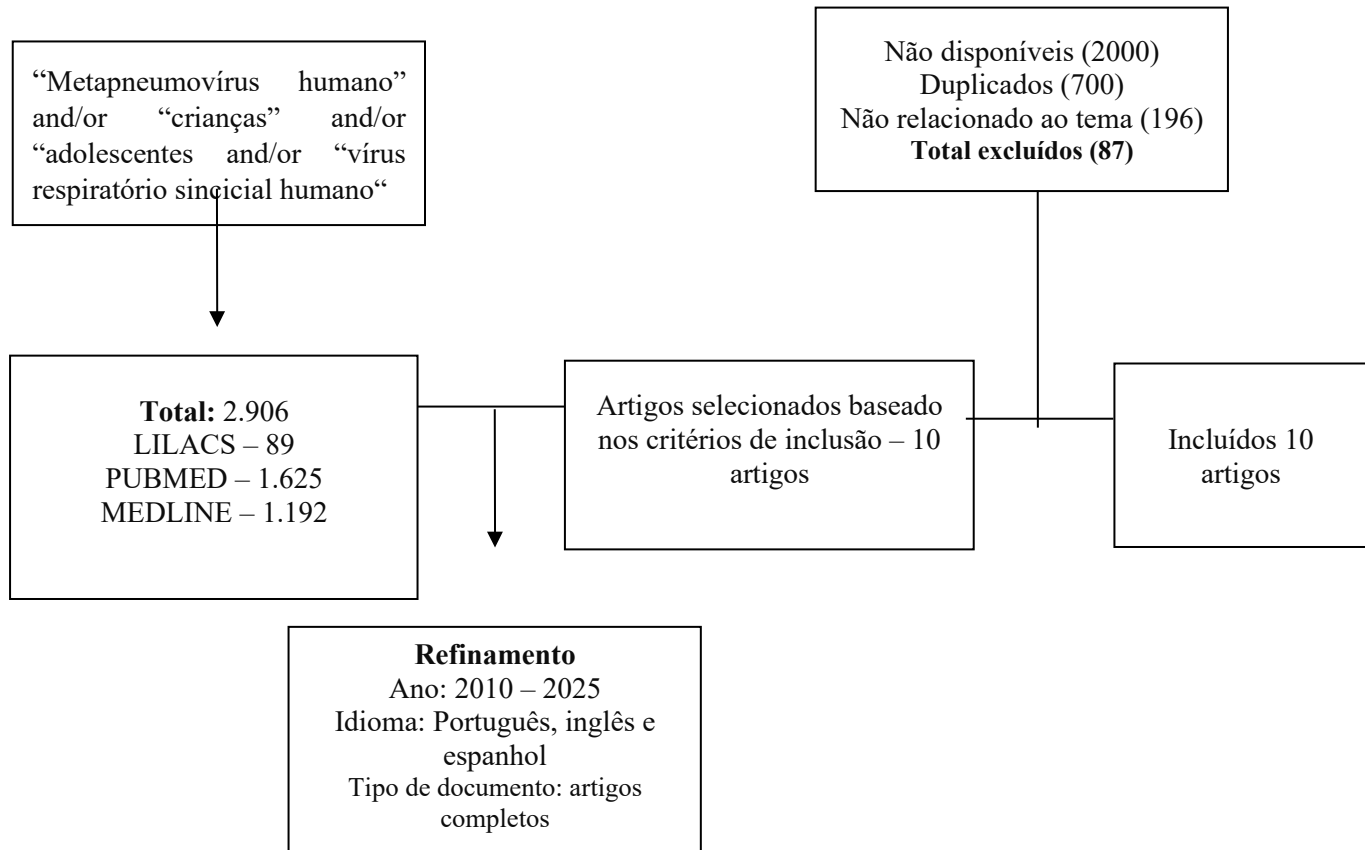 “Metapneumovírus humano”
and/or “crianças” and/or
“adolescentes and/or “vírus
respiratório sincicial humano“
Não disponíveis (2000)
Duplicados (700)
Não relacionado ao tema (196)
Total excluídos (87)
Total: 2.906
LILACS – 89
PUBMED – 1.625
MEDLINE – 1.192
Artigos selecionados baseado
nos critérios de inclusão – 10
artigos
Incluídos 10
artigos
Refinamento
Ano: 2010 – 2025
Idioma: Português, inglês e
espanhol
Tipo de documento: artigos
completos